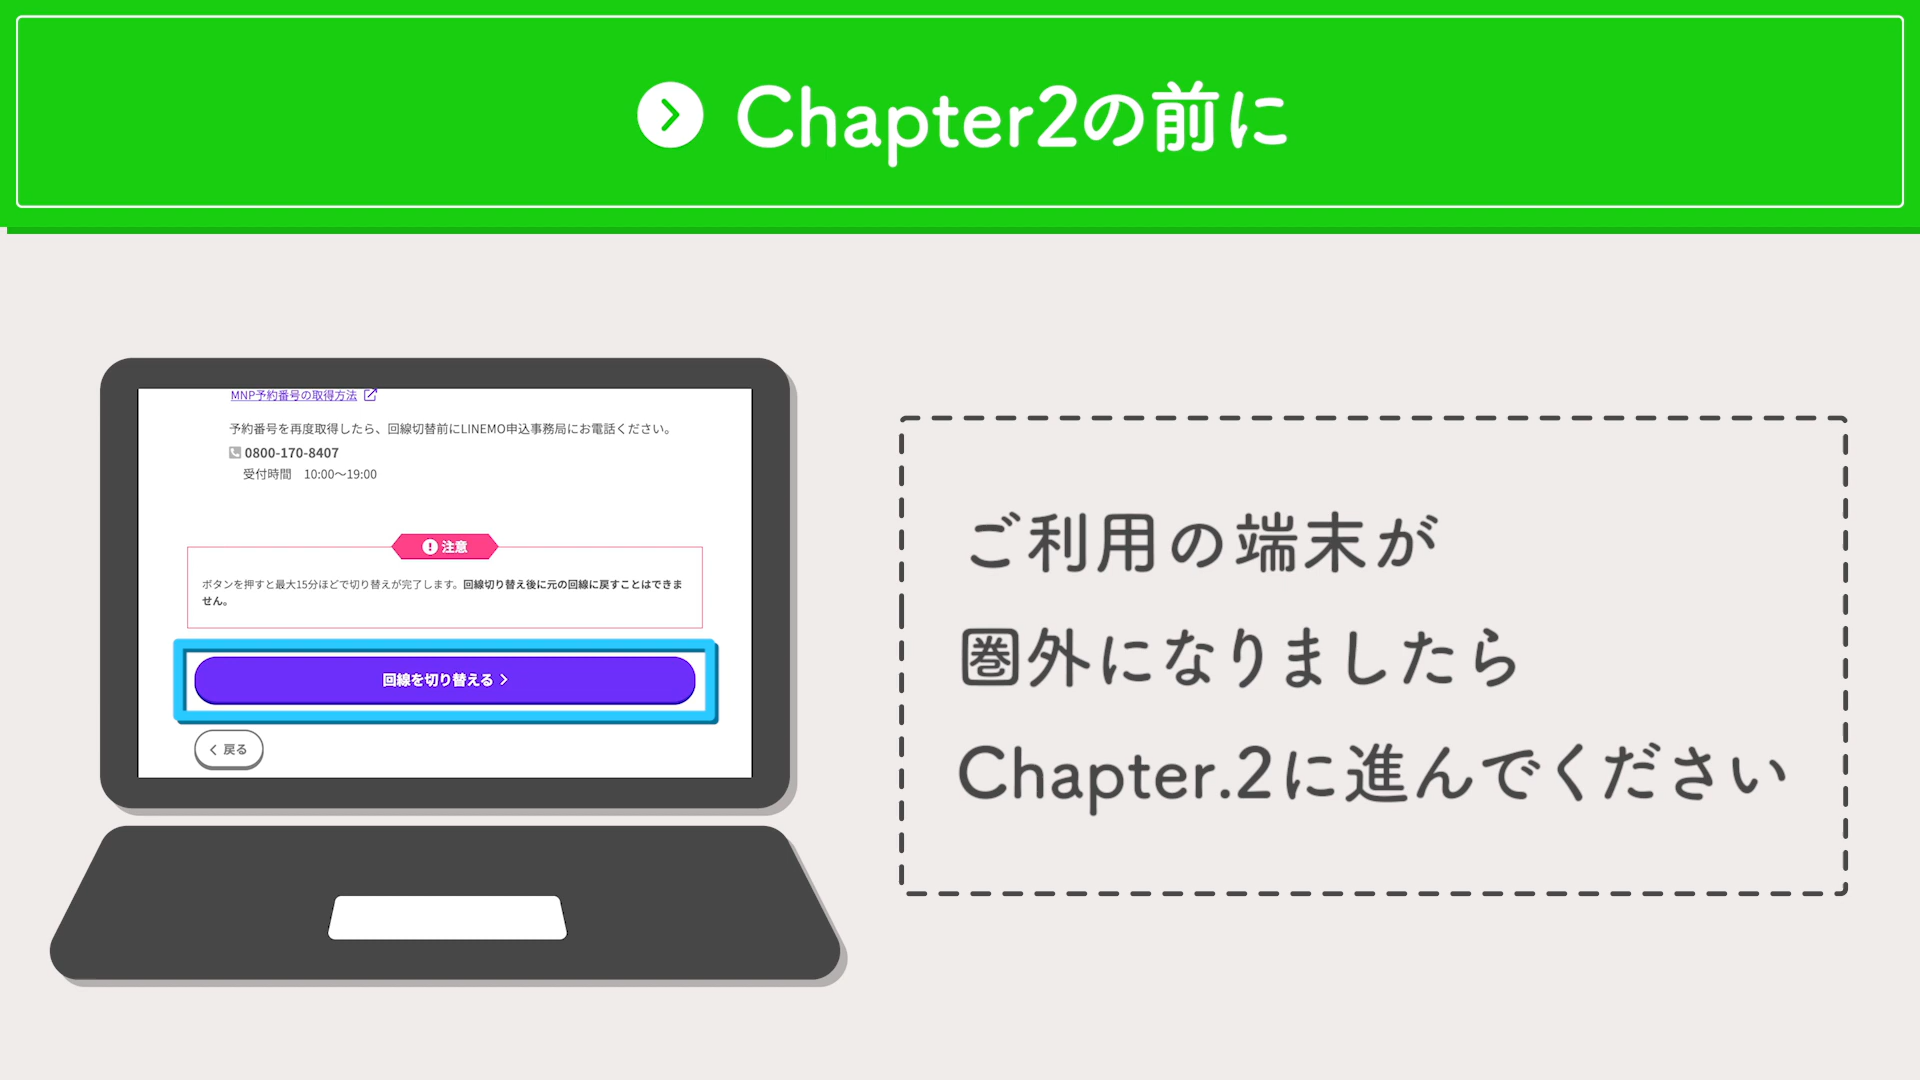 Chapter2の前に
MNP予約番号の取得方法
予約番号を再度取得したら、回線切替前にLINEMO申込事務局にお電話ください。
0800-170-8407
受付時間　10:00〜19:00
注意
ボタンを押すと最大15分ほどで切り替えが完了します。回線切り替え後に元の回線に戻すことはできま
せん。
回線を切り替える
戻る
ご利用の端末が
圏外になりましたら
Chapter.2に進んでください